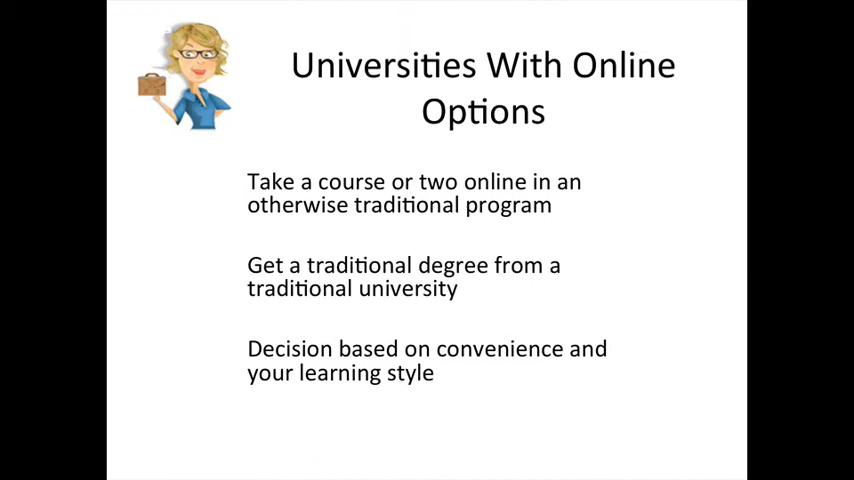 Universities With Online
Options
Take a course or two online in an
otherwise traditional program
Get a traditional degree from a
traditional university
Decision based on convenience and
your learning style